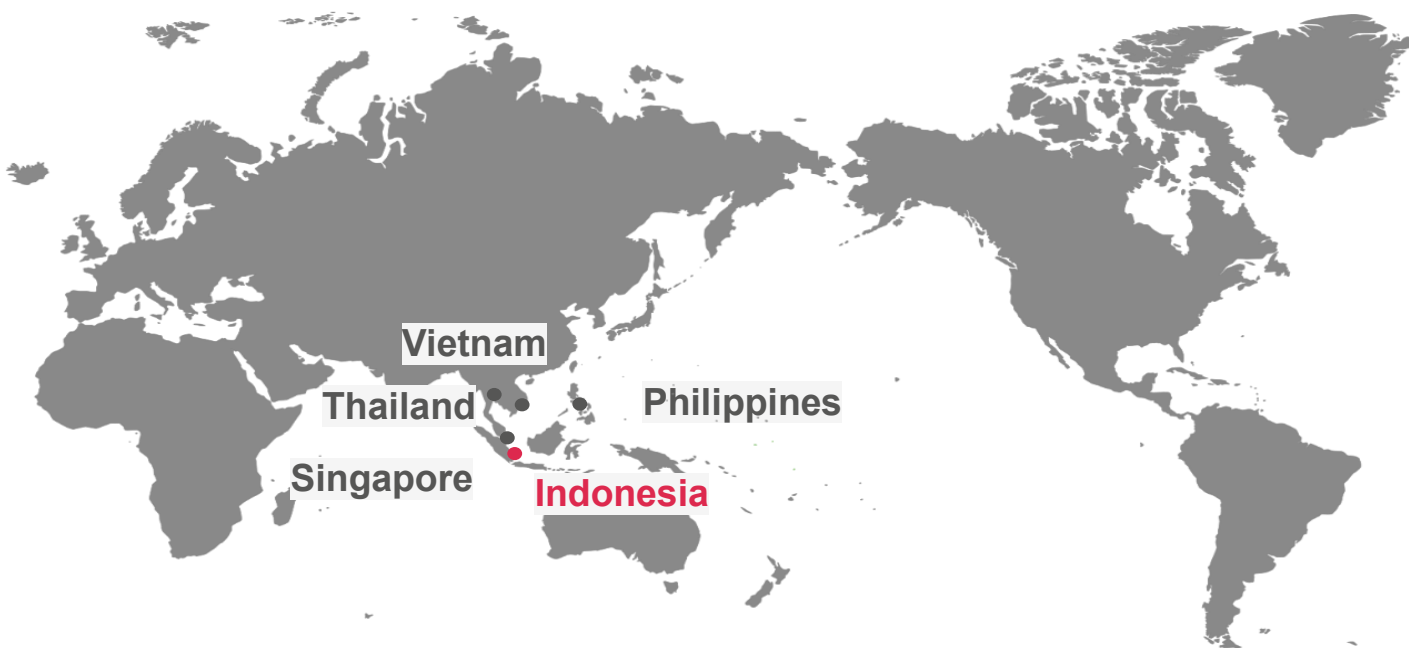 Vietnam
Thailand
Philippines
Singapore
Indonesia